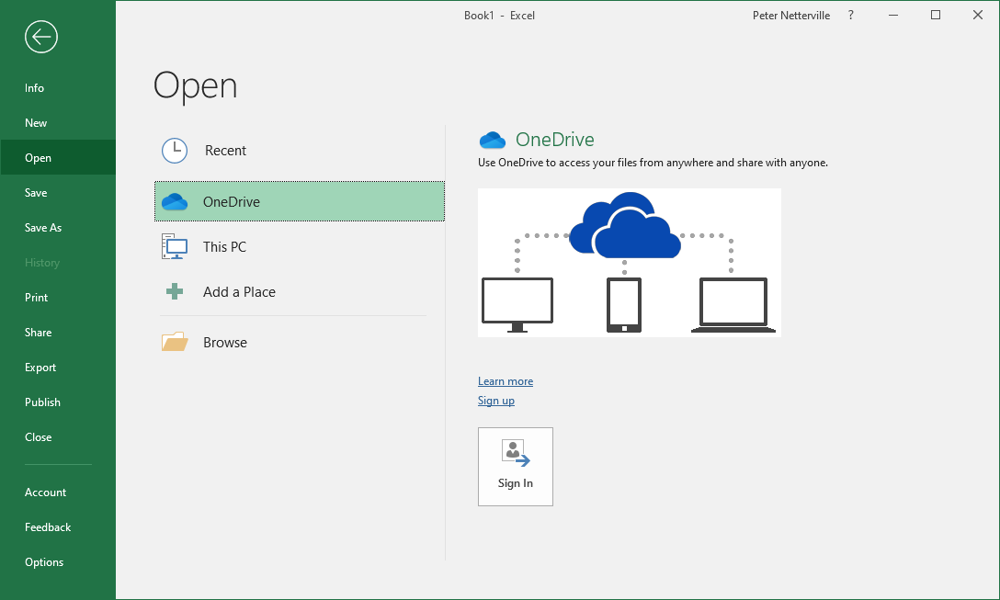 Book1 - Excel
Peter Netterville
?
Info
New
Open
Save
Save As
History
Print
Share
Export
Publish
Close
Account
Feedback
Options
Open
Recent
OneDrive
This PC
Add a Place
Browse
OneDrive
Use OneDrive to access your files from anywhere and share with anyone.
Learn more
Sign up
Sign In